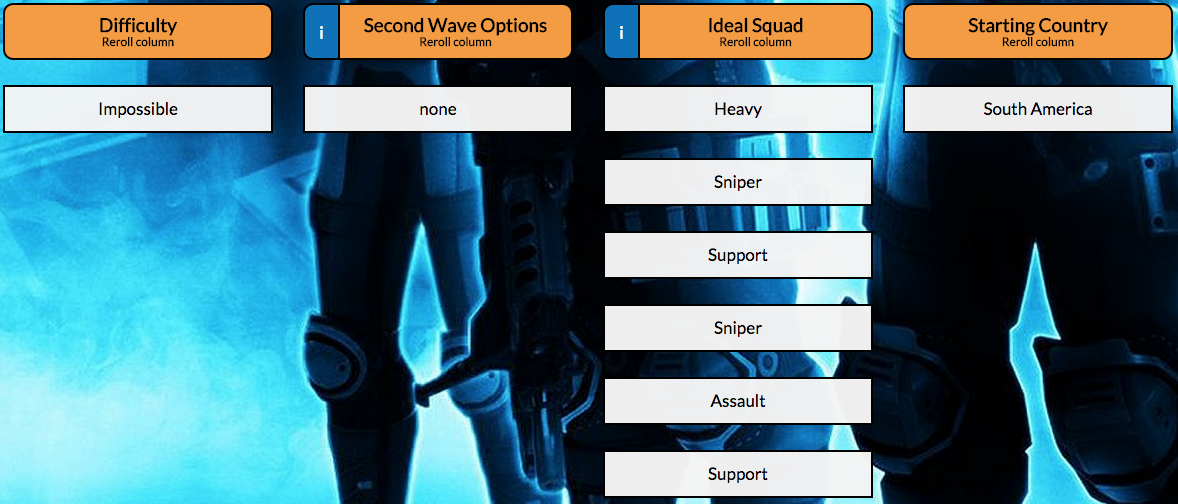 Difficulty
Reroll column
i
Second Wave Options
Reroll column
i
Ideal Squad
Reroll column
Starting Country
Reroll column
Impossible
none
Heavy
South America
Sniper
Support
Sniper
Assault
Support